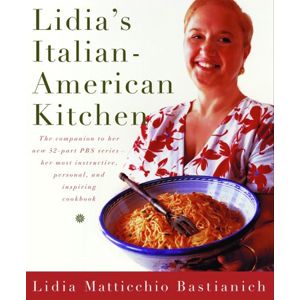 Lidia's
Italian-
American
Kitchen
The companion to her
new 52-part PBS series—
her most instructive,
personal, and
inspiring
cookbook
Lidia Matticchio Bastianich